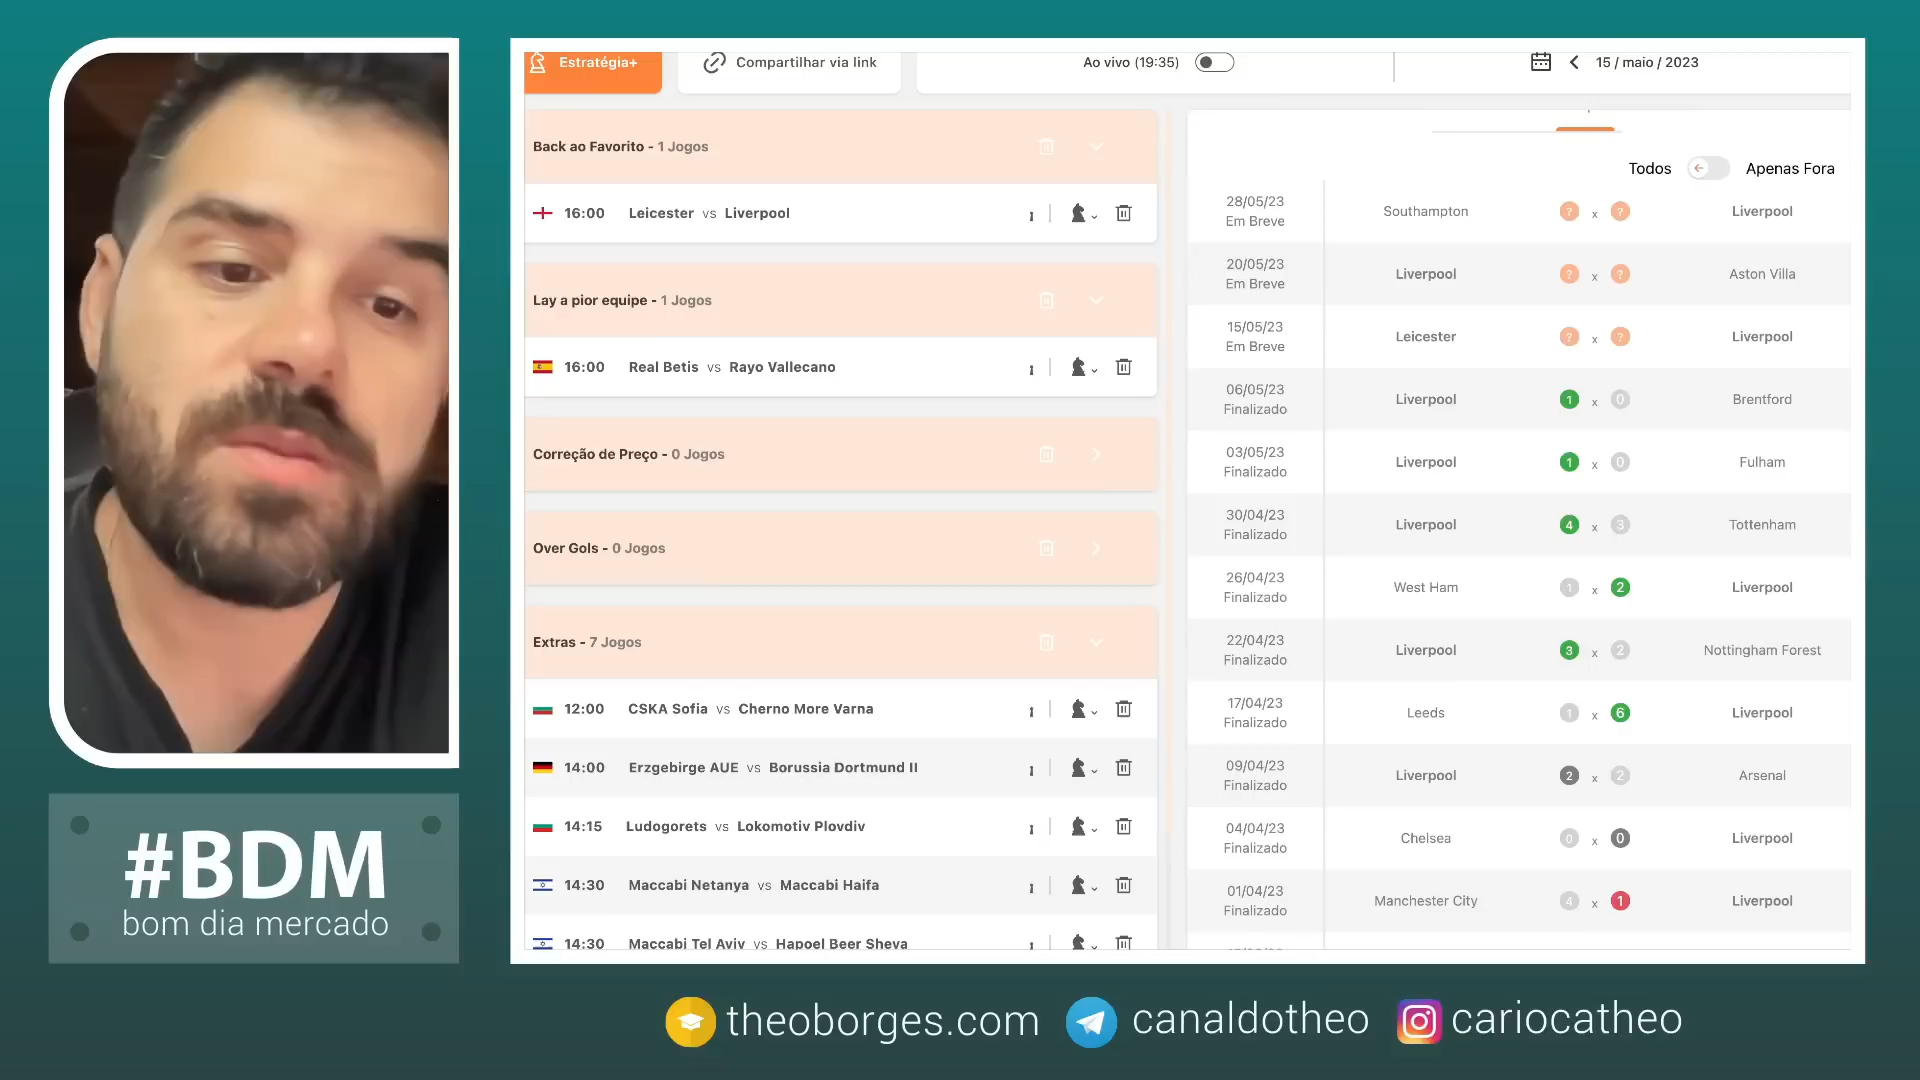 Estratégia+
Compartilhar via link
Ao vivo (19:35)
15 / maio / 2023
Back ao Favorito - 1 Jogos
16:00 Leicester vs Liverpool
Lay a pior equipe - 1 Jogos
16:00 Real Betis vs Rayo Vallecano
Correção de Preço - 0 Jogos
Over Gols - 0 Jogos
Extras - 7 Jogos
12:00 CSKA Sofia vs Cherno More Varna
14:00 Erzgebirge AUE vs Borussia Dortmund II
14:15 Ludogorets vs Lokomotiv Plovdiv
14:30 Maccabi Netanya vs Maccabi Haifa
14:30 Maccabi Tel Aviv vs Hapoel Beer Sheva
Todos Apenas Fora
28/05/23
Em Breve
Southampton ? x ? Liverpool
20/05/23
Em Breve
Liverpool ? x ? Aston Villa
15/05/23
Em Breve
Leicester ? x ? Liverpool
06/05/23
Finalizado
Liverpool 1 x 0 Brentford
03/05/23
Finalizado
Liverpool 1 x 0 Fulham
30/04/23
Finalizado
Liverpool 4 x 3 Tottenham
26/04/23
Finalizado
West Ham 1 x 2 Liverpool
22/04/23
Finalizado
Liverpool 3 x 2 Nottingham Forest
17/04/23
Finalizado
Leeds 1 x 6 Liverpool
09/04/23
Finalizado
Liverpool 2 x 2 Arsenal
04/04/23
Finalizado
Chelsea 0 x 0 Liverpool
01/04/23
Finalizado
Manchester City 4 x 1 Liverpool
#BDM
bom dia mercado
theoborges.com
canaldotheo
cariocatheo